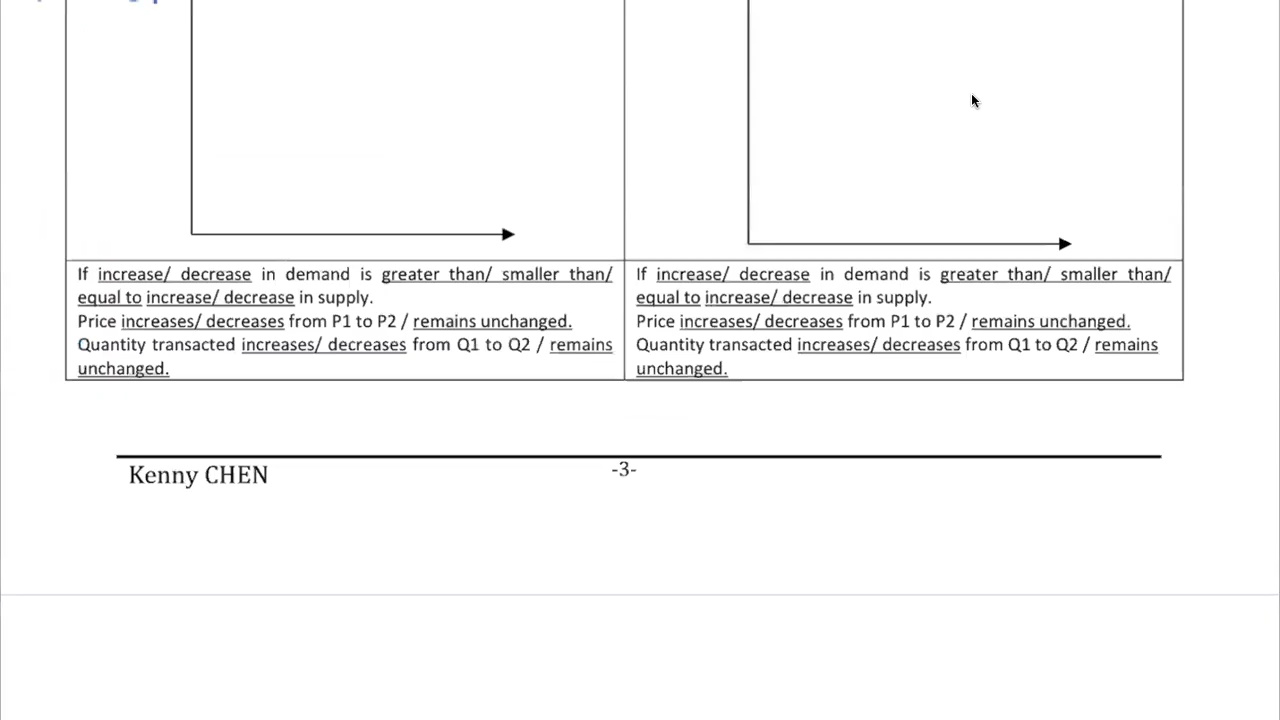 If increase/ decrease in demand is greater than/ smaller than/
equal to increase/ decrease in supply.
Price increases/ decreases from P1 to P2 / remains unchanged.
Quantity transacted increases/ decreases from Q1 to Q2 / remains
unchanged.
If increase/ decrease in demand is greater than/ smaller than/
equal to increase/ decrease in supply.
Price increases/ decreases from P1 to P2 / remains unchanged.
Quantity transacted increases/ decreases from Q1 to Q2 / remains
unchanged.
Kenny CHEN
-3-